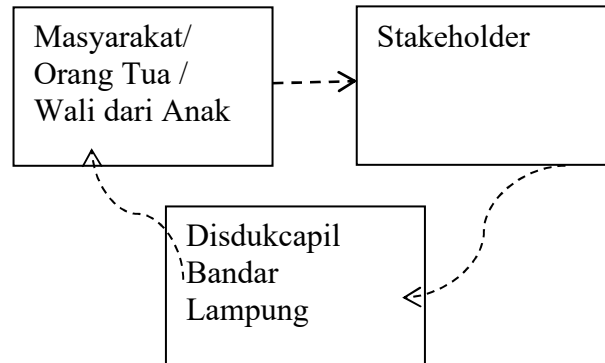 Masyarakat/
Orang Tua /
Wali dari Anak
Stakeholder
Disdukcapil
Bandar
Lampung